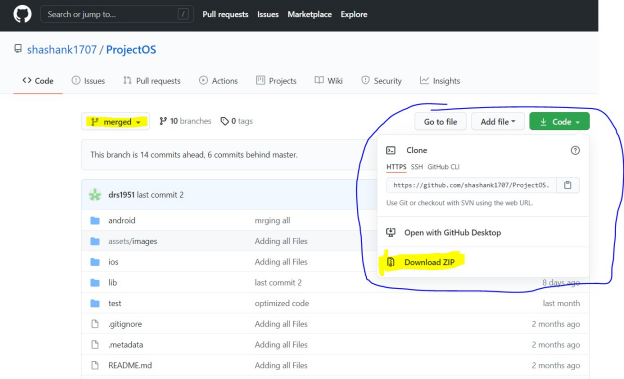 Search or jump to... /
Pull requests Issues Marketplace Explore
shashank1707 / ProjectOS
Code Issues Pull requests Actions Projects Wiki Security Insights
merged 10 branches 0 tags Go to file Add file Code
This branch is 14 commits ahead, 6 commits behind master.
Clone
HTTPS SSH GitHub CLI
https://github.com/shashank1707/ProjectOS.
Use Git or checkout with SVN using the web URL.
Open with GitHub Desktop
Download ZIP
drs1951 last commit 2
android mrging all
assets/images Adding all Files
ios Adding all Files
lib last commit 2 8 days ago
test optimized code last month
.gitignore Adding all Files 2 months ago
.metadata Adding all Files 2 months ago
README.md Adding all Files 2 months ago